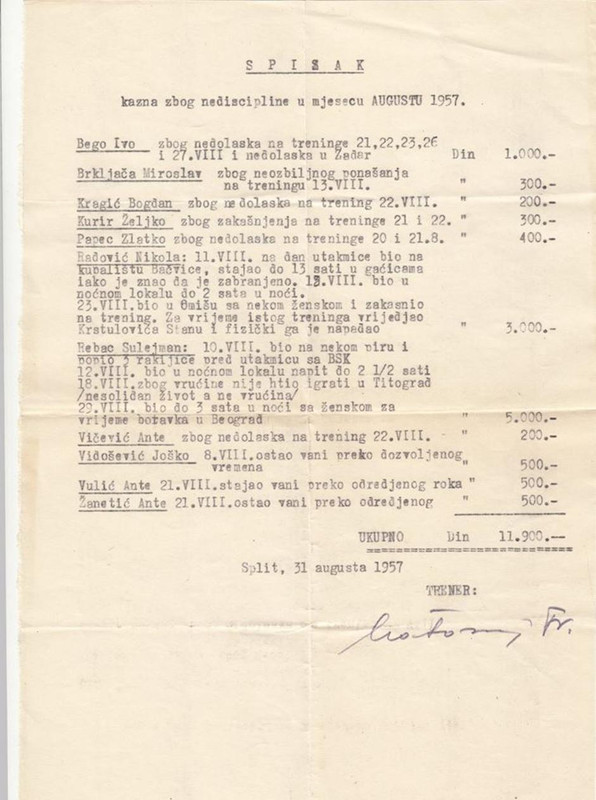 SPISAK
kazna zbog nediscipline u mjesecu AUGUSTU 1957.
Bego Ivo zbog nedolaska na treninge 21,22,23,26
i 27.VIII i nedolaska u Zadar Din 1.000.-
Brkljača Miroslav zbog neozbiljnog ponašanja
na treningu 13.VIII. " 300.-
Kragić Bogdan zbog nedolaska na trening 22.VIII. " 200.-
Kurir Željko zbog zakašnjenja na treninge 21 i 22. " 300.-
Papec Zlatko zbog nedolaska na treninge 20 i 21.8. " 400.-
Radović Nikola: 11.VIII. na dan utakmice bio na
kupalištu Bačvice, stajao do 13 sati u gaćicama
iako je znao da je zabranjeno. VIII. bio u
noćnom lokalu do 2 sata u noći.
23.VIII.bio u Omišu sa nekom ženskom i zakasnio
na trening. Za vrijeme istog treninga vrijedjao
Krstulovića Stanu i fizički ga je napadao " 3.000.-
Rebac Sulejman: 10.VIII. bio na nekom piru i
popio 3 rakijice pred utakmicu sa BSK
12.VIII. bio u noćnom lokalu napit do 2 1/2 sati
18.VIII.zbog vrućine nije htio igrati u Titograd
/nesolidan život a ne vrućina/
29.VIII. bio do 3 sata u noći sa ženskom za
vrijeme boravka u Beograd " 5.000.-
Vičević Ante zbog nedolaska na trening 22.VIII. " 200.-
Vidošević Joško 8.VIII.ostao vani preko dozvoljenog
vremena " 500.-
Vulić Ante 21.VIII.stajao vani preko odredjenog roka " 500.-
Žanetić Ante 21.VIII.ostao vani preko odredjenog " 500.-
UKUPNO Din 11.900.--
Split, 31 augusta 1957
TRENER:
Fr.